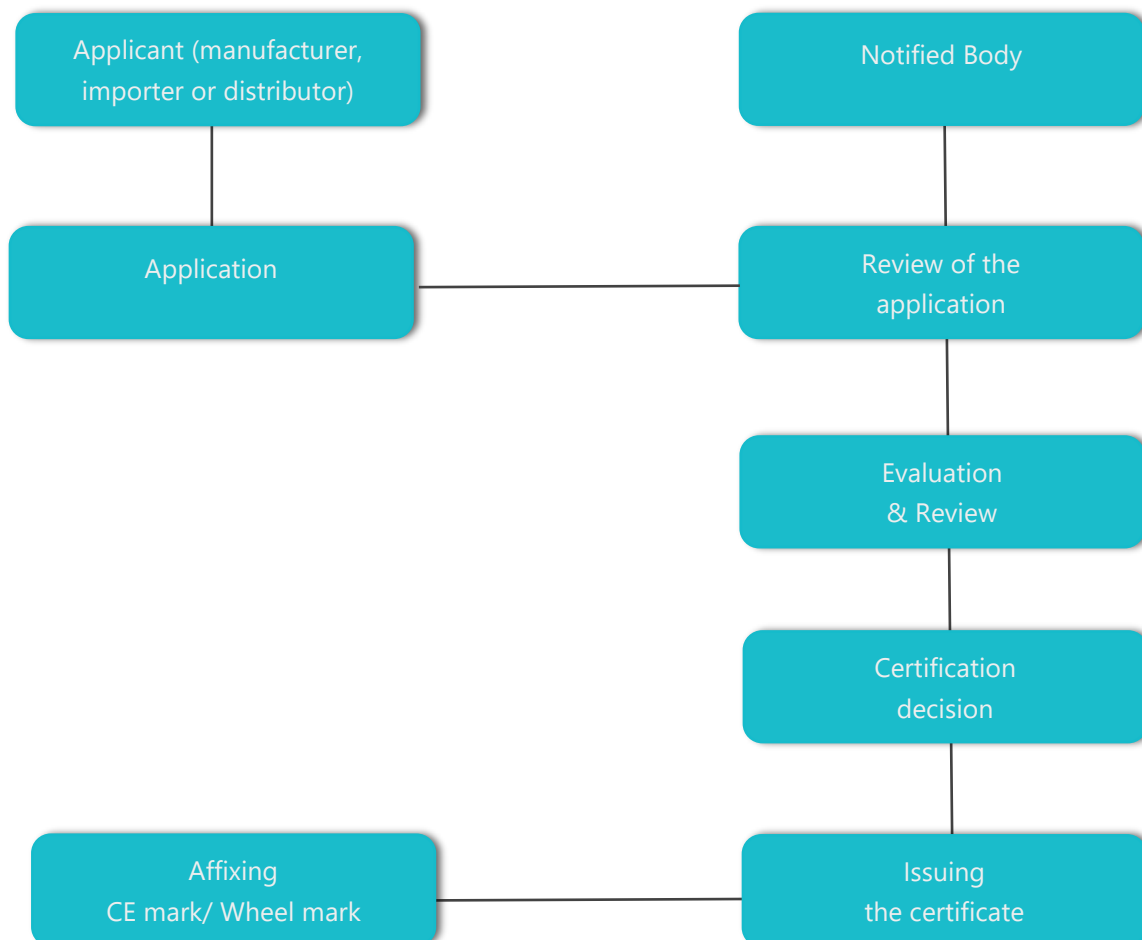 Applicant (manufacturer,
importer or distributor)
Notified Body
Application
Review of the
application
Evaluation
& Review
Certification
decision
Affixing
CE mark/ Wheel mark
Issuing
the certificate